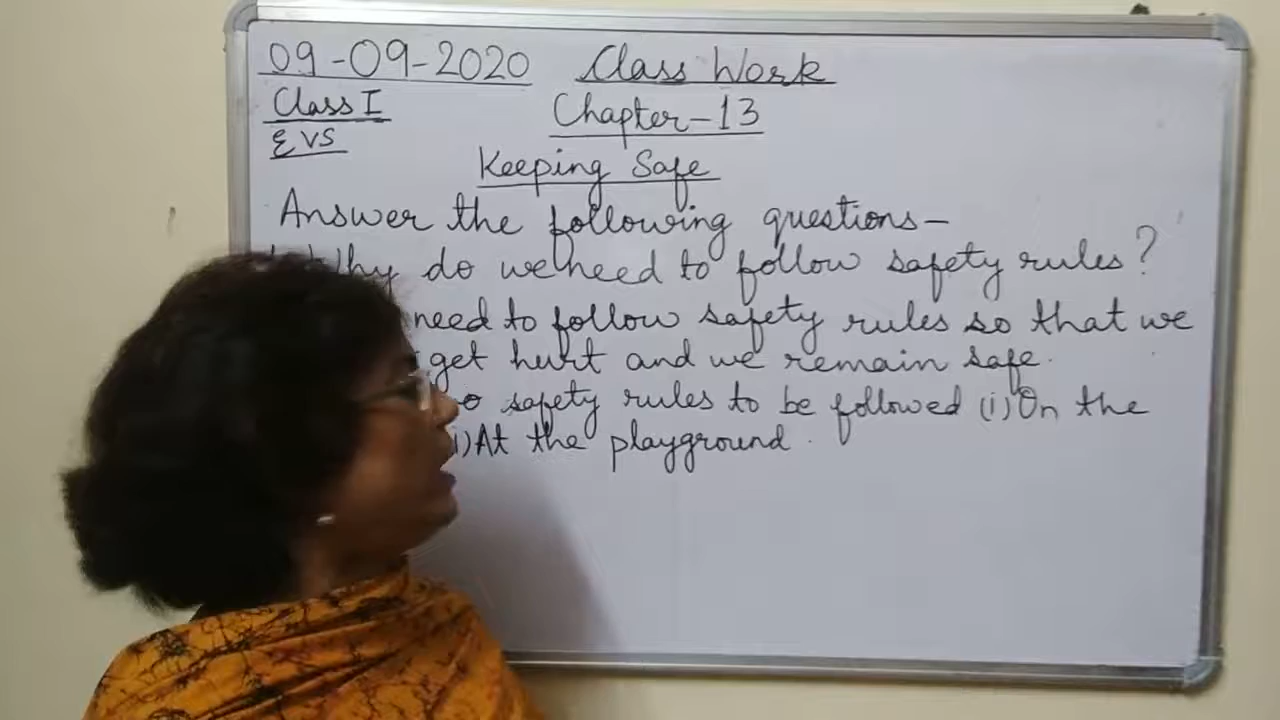 09-09-2020 Class Work
Class I Chapter-13
EVS
Keeping Safe
Answer the following questions-
Why do we need to follow safety rules?
need to follow safety rules so that we
get hurt and we remain safe.
safety rules to be followed (i) On the
i) At the playground.